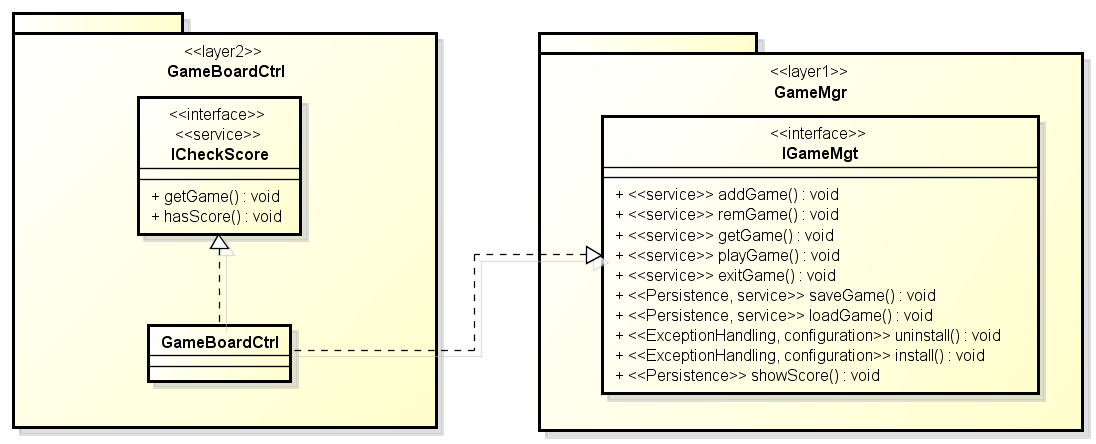 <<layer2>>
GameBoardCtrl
<<interface>>
<<service>>
ICheckScore
+ getGame() : void
+ hasScore() : void
GameBoardCtrl
<<layer1>>
GameMgr
<<interface>>
IGameMgt
+ <<service>> addGame() : void
+ <<service>> remGame() : void
+ <<service>> getGame() : void
+ <<service>> playGame() : void
+ <<service>> exitGame() : void
+ <<Persistence, service>> saveGame() : void
+ <<Persistence, service>> loadGame() : void
+ <<ExceptionHandling, configuration>> uninstall() : void
+ <<ExceptionHandling, configuration>> install() : void
+ <<Persistence>> showScore() : void